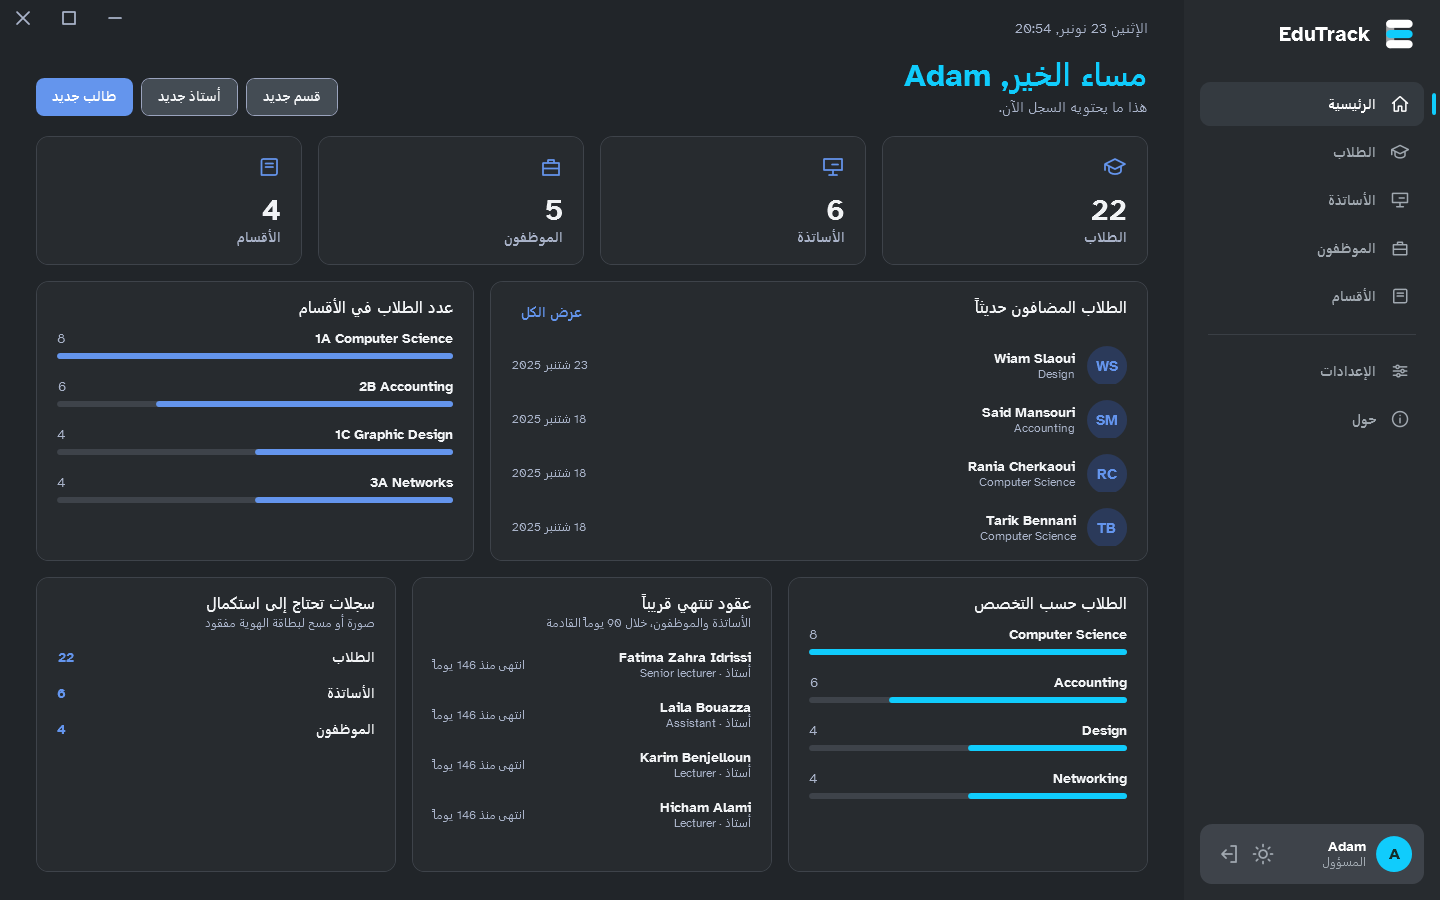 EduTrack
الرئيسية
الطلاب
الأساتذة
الموظفون
الأقسام
الإعدادات
حول
Adam
المسؤول
A
الإثنين 23 نونبر, 20:54
مساء الخير, Adam
هذا ما يحتويه السجل الآن.
قسم جديد
أستاذ جديد
طالب جديد
22
الطلاب
6
الأساتذة
5
الموظفون
4
الأقسام
الطلاب المضافون حديثاً
عرض الكل
WS
Wiam Slaoui
Design
23 شتنبر 2025
SM
Said Mansouri
Accounting
18 شتنبر 2025
RC
Rania Cherkaoui
Computer Science
18 شتنبر 2025
TB
Tarik Bennani
Computer Science
18 شتنبر 2025
عدد الطلاب في الأقسام
1A Computer Science 8
2B Accounting 6
1C Graphic Design 4
3A Networks 4
الطلاب حسب التخصص
Computer Science 8
Accounting 6
Design 4
Networking 4
عقود تنتهي قريباً
الأساتذة والموظفون، خلال 90 يوماً القادمة
Fatima Zahra Idrissi
أستاذ · Senior lecturer
انتهى منذ 146 يوماً
Laila Bouazza
أستاذ · Assistant
انتهى منذ 146 يوماً
Karim Benjelloun
أستاذ · Lecturer
انتهى منذ 146 يوماً
Hicham Alami
أستاذ · Lecturer
انتهى منذ 146 يوماً
سجلات تحتاج إلى استكمال
صورة أو مسح لبطاقة الهوية مفقود
الطلاب 22
الأساتذة 6
الموظفون 4